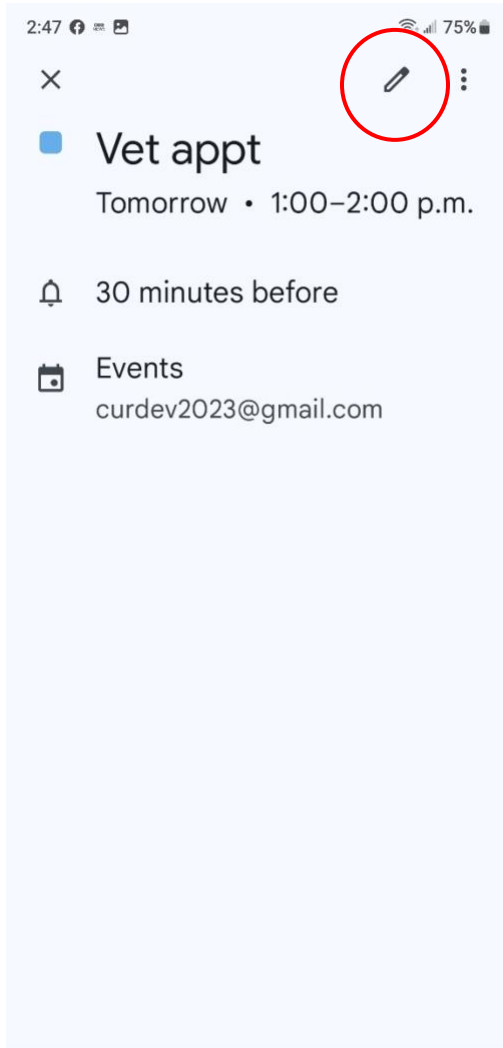 2:47 75%
Vet appt
Tomorrow • 1:00–2:00 p.m.
30 minutes before
Events
curdev2023@gmail.com